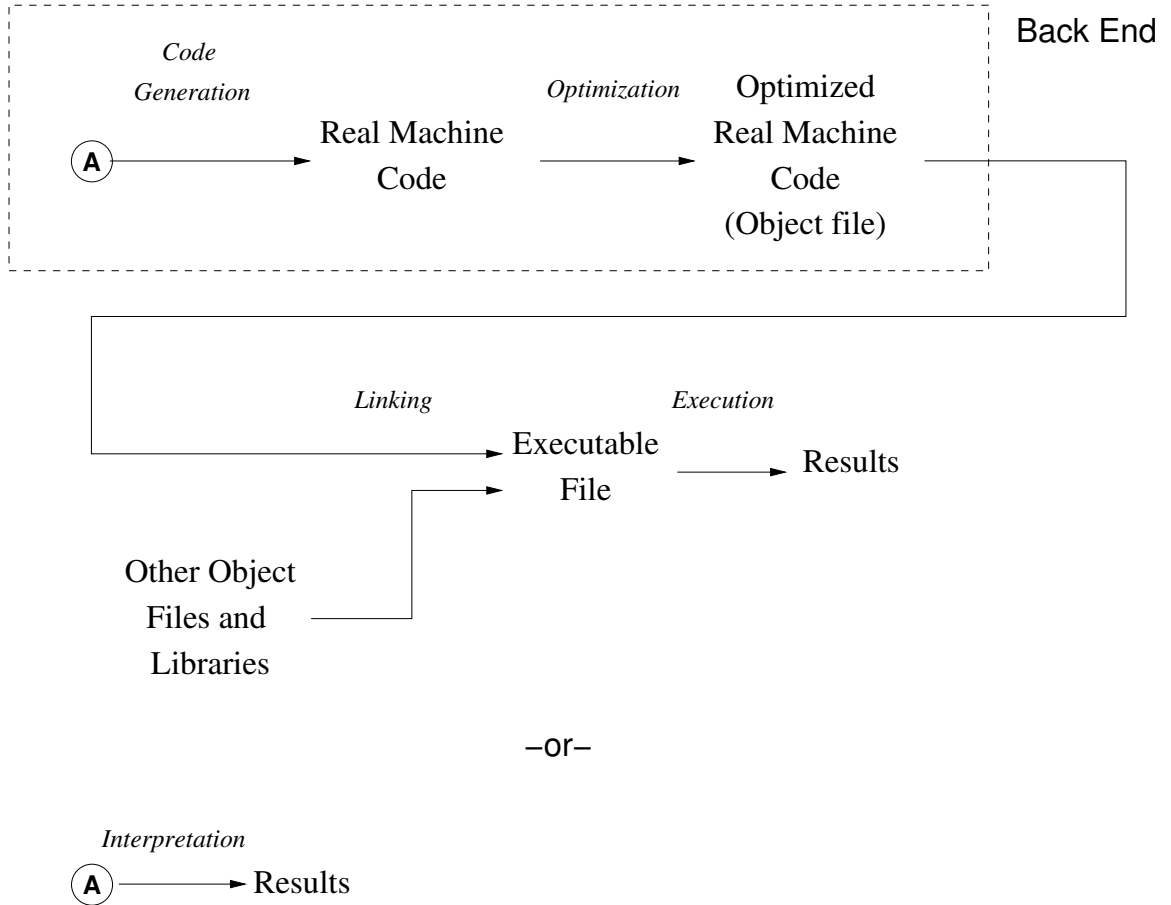 Back End
Code
Generation
Optimization
Optimized
Real Machine
Code
(Object file)
Real Machine
Code
A
Linking
Execution
Executable
File
Results
Other Object
Files and
Libraries
–or–
Interpretation
A
Results